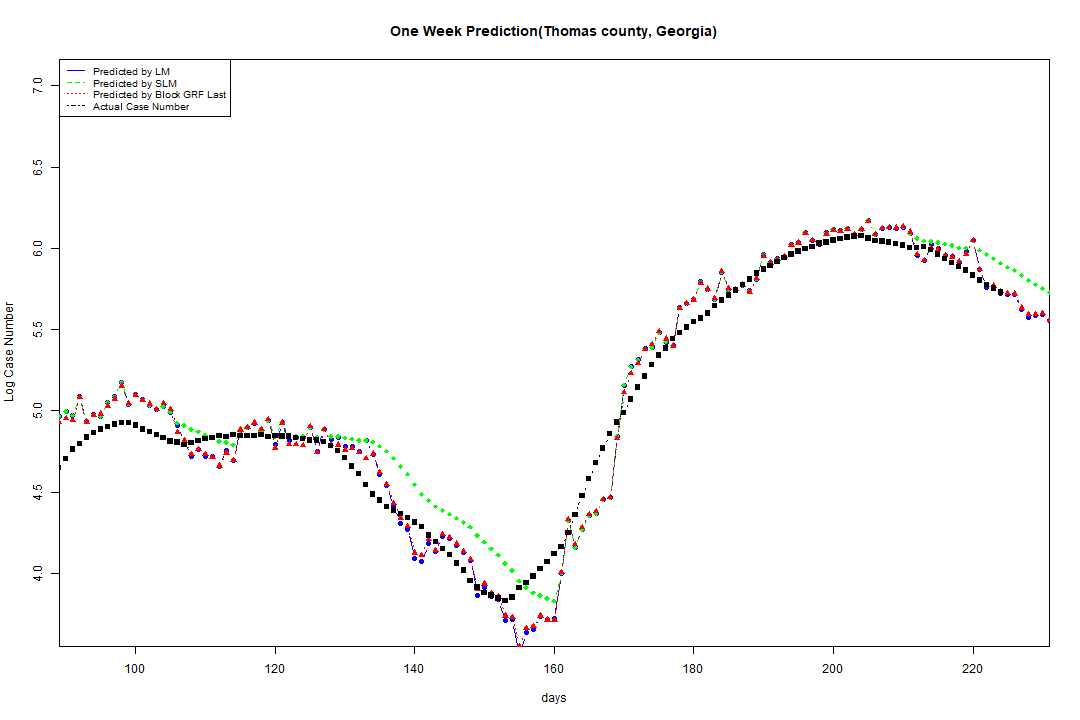 One Week Prediction(Thomas county, Georgia)
Predicted by LM
Predicted by SLM
Predicted by Block GRF Last
Actual Case Number
7.0
6.5
6.0
5.5
5.0
4.5
4.0
Log Case Number
100 120 140 160 180 200 220
days